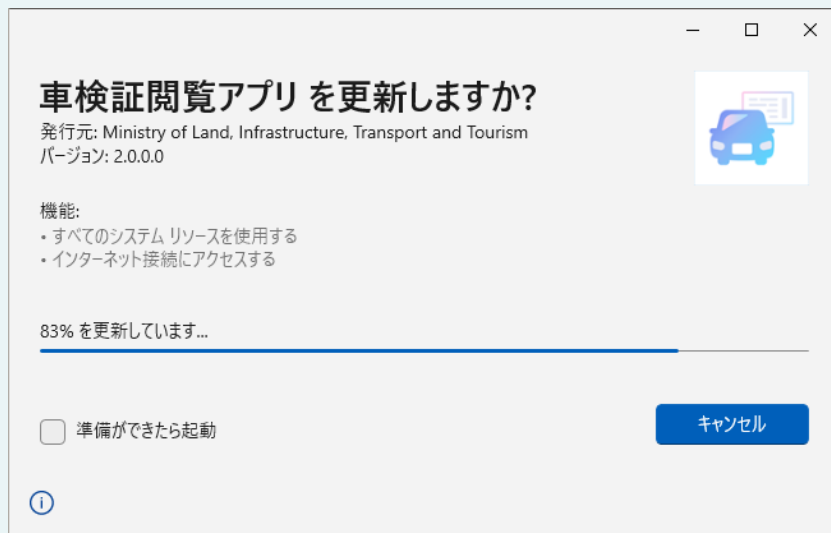 車検証閲覧アプリ を更新しますか?
発行元: Ministry of Land, Infrastructure, Transport and Tourism
バージョン: 2.0.0.0
機能:
• すべてのシステム リソースを使用する
• インターネット接続にアクセスする
83% を更新しています...
準備ができたら起動
キャンセル